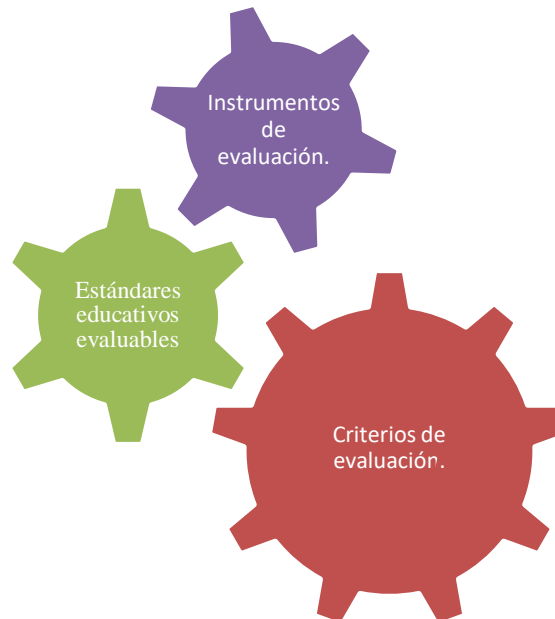 Instrumentos
de
evaluación.
Estándares
educativos
evaluables
Criterios de
evaluación.